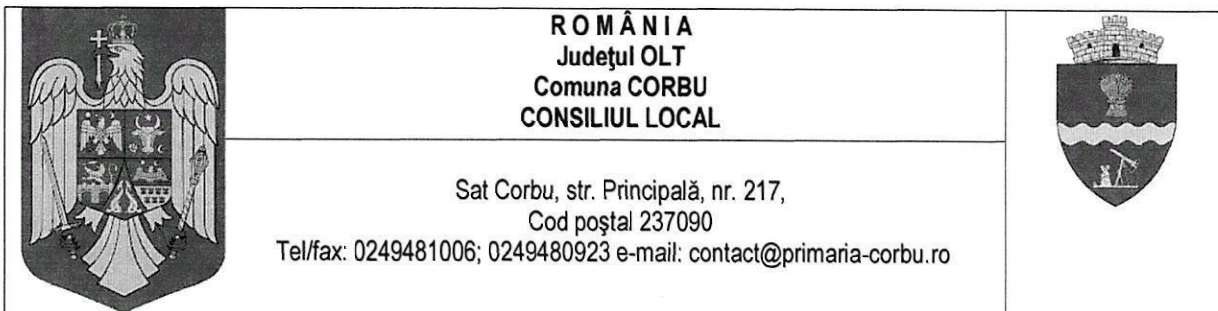 R O M Â N I A
Judeţul OLT
Comuna CORBU
CONSILIUL LOCAL
Sat Corbu, str. Principală, nr. 217,
Cod poştal 237090
Tel/fax: 0249481006; 0249480923 e-mail: contact@primaria-corbu.ro